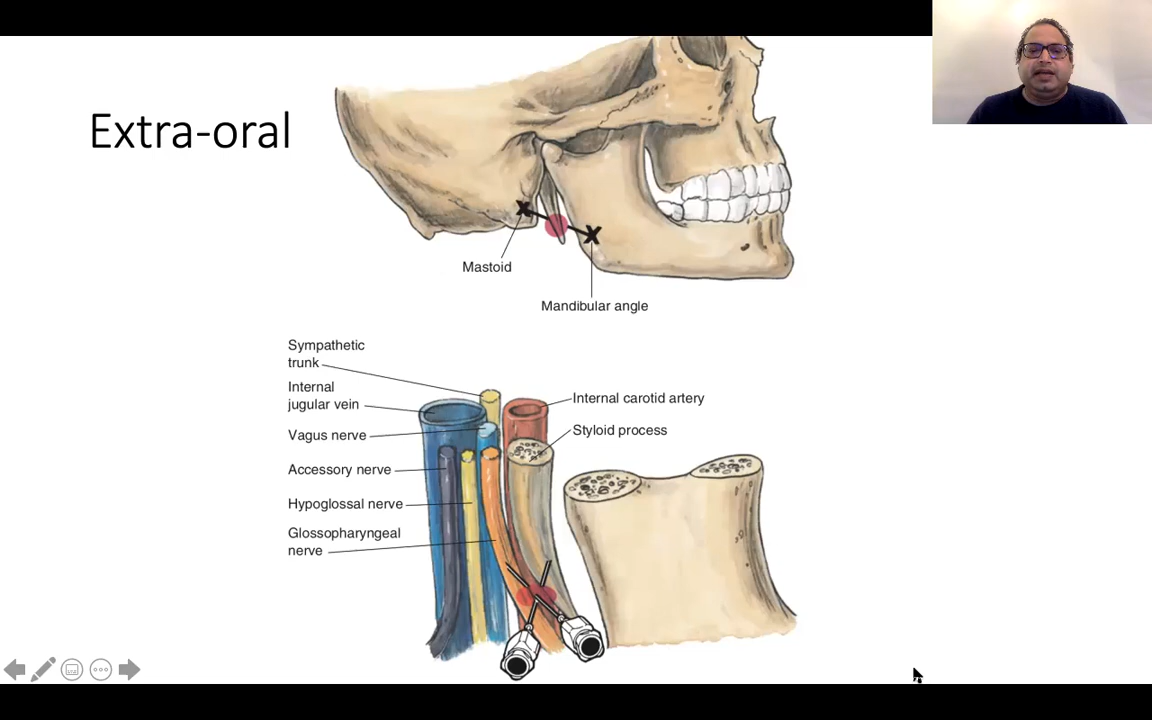 Extra-oral
Mastoid
Mandibular angle
Sympathetic
trunk
Internal
jugular vein
Vagus nerve
Accessory nerve
Hypoglossal nerve
Glossopharyngeal
nerve
Internal carotid artery
Styloid process